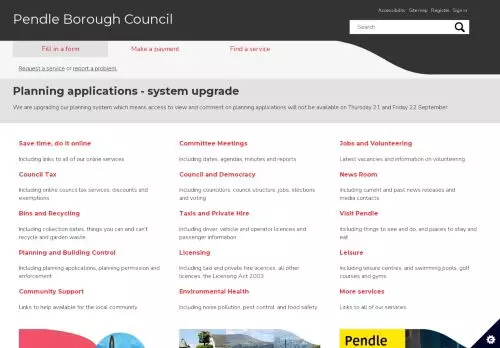 Pendle Borough Council
Accessibility Site map Register Sign in
Search
Fill in a form
Make a payment
Find a service
Request a service or report a problem.
Planning applications - system upgrade
We are upgrading our planning system which means access to view and comment on planning applications will not be available on Thursday 21 and Friday 22 September.
Save time, do it online
Including links to all of our online services
Committee Meetings
Including dates, agendas, minutes and reports
Jobs and Volunteering
Latest vacancies and information on volunteering
Council Tax
Including online council tax services, discounts and
exemptions
Council and Democracy
Including councillors, council structure, jobs, elections
and voting
News Room
Including current and past news releases and
media contacts
Bins and Recycling
Including collection dates, things you can and can't
recycle and garden waste
Taxis and Private Hire
Including driver, vehicle and operator licences and
passenger information
Visit Pendle
Including things to see and do, and places to stay and
eat
Planning and Building Control
Including planning applications, planning permission and
enforcement
Licensing
Including taxi and private hire licences, all other
licences, the Licensing Act 2003
Leisure
Including leisure centres, and swimming pools, golf
courses and gyms
Community Support
Links to help available for the local community
Environmental Health
Including noise pollution, pest control, and food safety
More services
Links to all of our services
Pendle